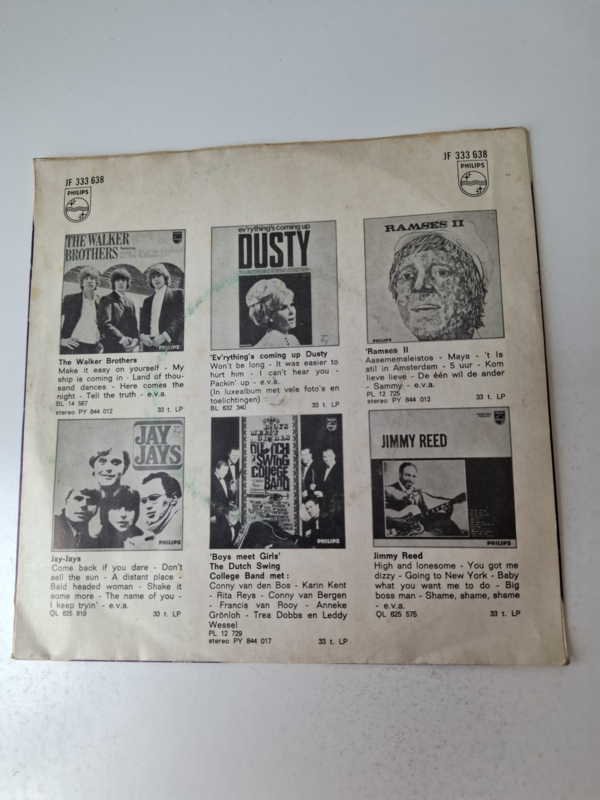 JF 333 638
PHILIPS
JF 333 638
PHILIPS
THE WALKER
BROTHERS
PHILIPS
The Walker Brothers
Make it easy on yourself - My
ship is coming in - Land of thou-
sand dances - Here comes the
night - Tell the truth - e.v.a.
BL 14 567
stereo PY 844 012 33 t. LP
ev'rything's coming up
DUSTY
'Ev'rything's coming up Dusty
Won't be long - It was easier to
hurt him - I can't hear you -
Packin' up - e.v.a.
(In luxealbum met vele foto's en
toelichtingen)
BL 632 340 33 t. LP
RAMSES II
PHILIPS
'Ramses II
Aasememaleistos - Maya - 't is
stil in Amsterdam - 5 uur - Kom
lieve lieve - De één wil de ander
- Sammy - e.v.a.
PL 12 725
stereo PY 844 012 33 t. LP
JAY
JAYS
PHILIPS
Jay-Jays
Come back if you dare - Don't
sell the sun - A distant place -
Bald headed woman - Shake it
some more - The name of you -
I keep tryin' - e.v.a.
QL 625 819 33 t. LP
BOYS
MEET
GIRLS
DUTCH
SWING
COLLEGE
BAND
PHILIPS
'Boys meet Girls'
The Dutch Swing
College Band met :
Conny van den Bos - Karin Kent
- Rita Reys - Conny van Bergen
- Francis van Rooy - Anneke
Grönloh - Trea Dobbs en Leddy
Wessel
PL 12 729
stereo PY 844 017 33 t. LP
JIMMY REED
PHILIPS
Jimmy Reed
High and lonesome - You got me
dizzy - Going to New York - Baby
what you want me to do - Big
boss man - Shame, shame, shame
- e.v.a.
QL 625 575 33 t. LP